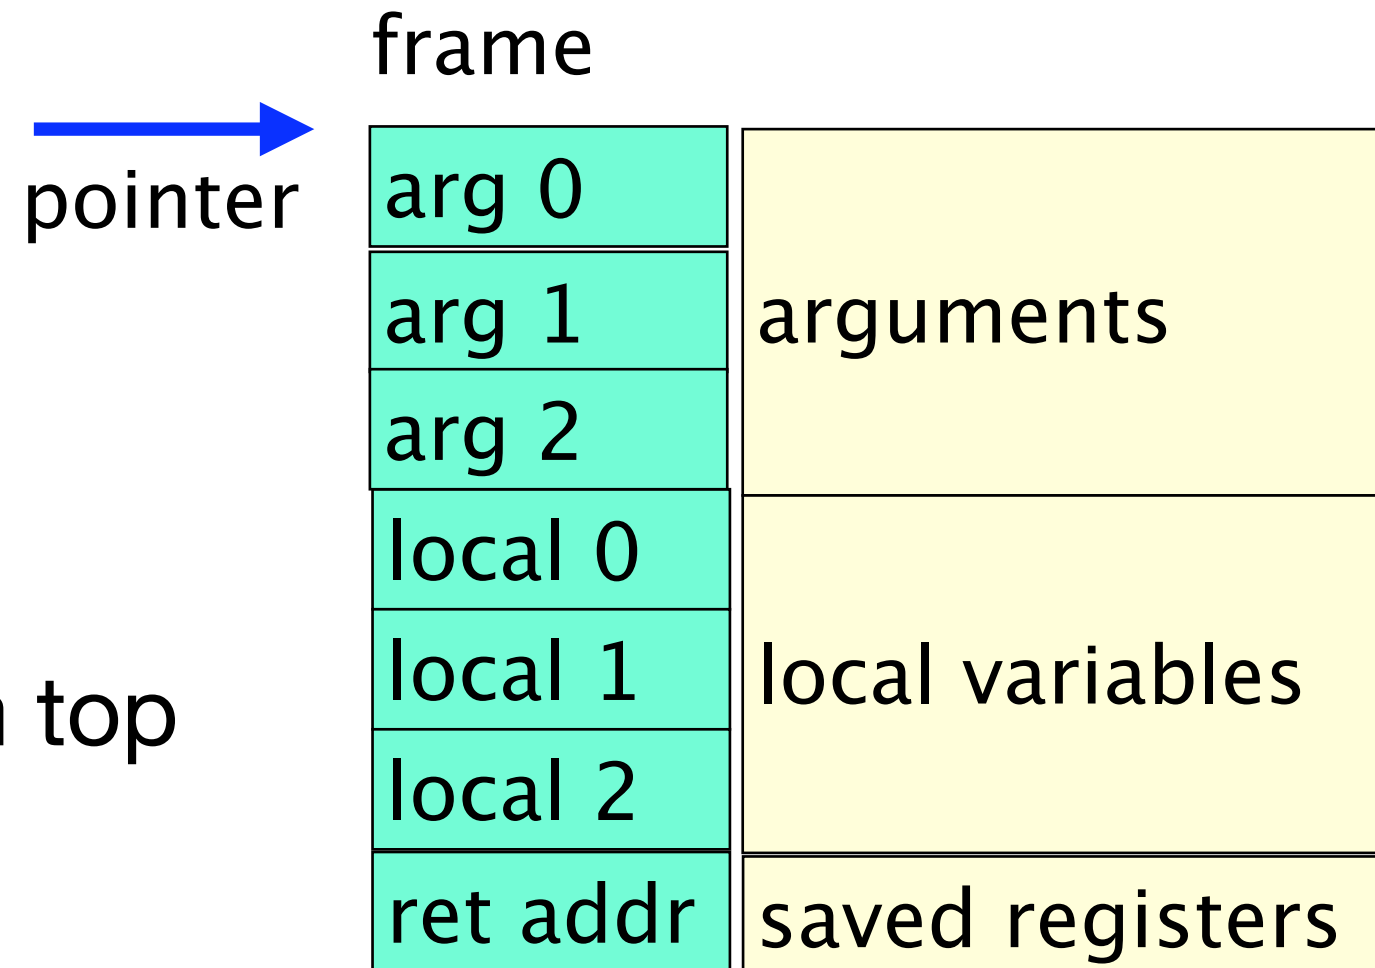 frame
pointer
arg 0
arg 1
arguments
arg 2
local 0
local 1
local variables
top
local 2
ret addr
saved registers